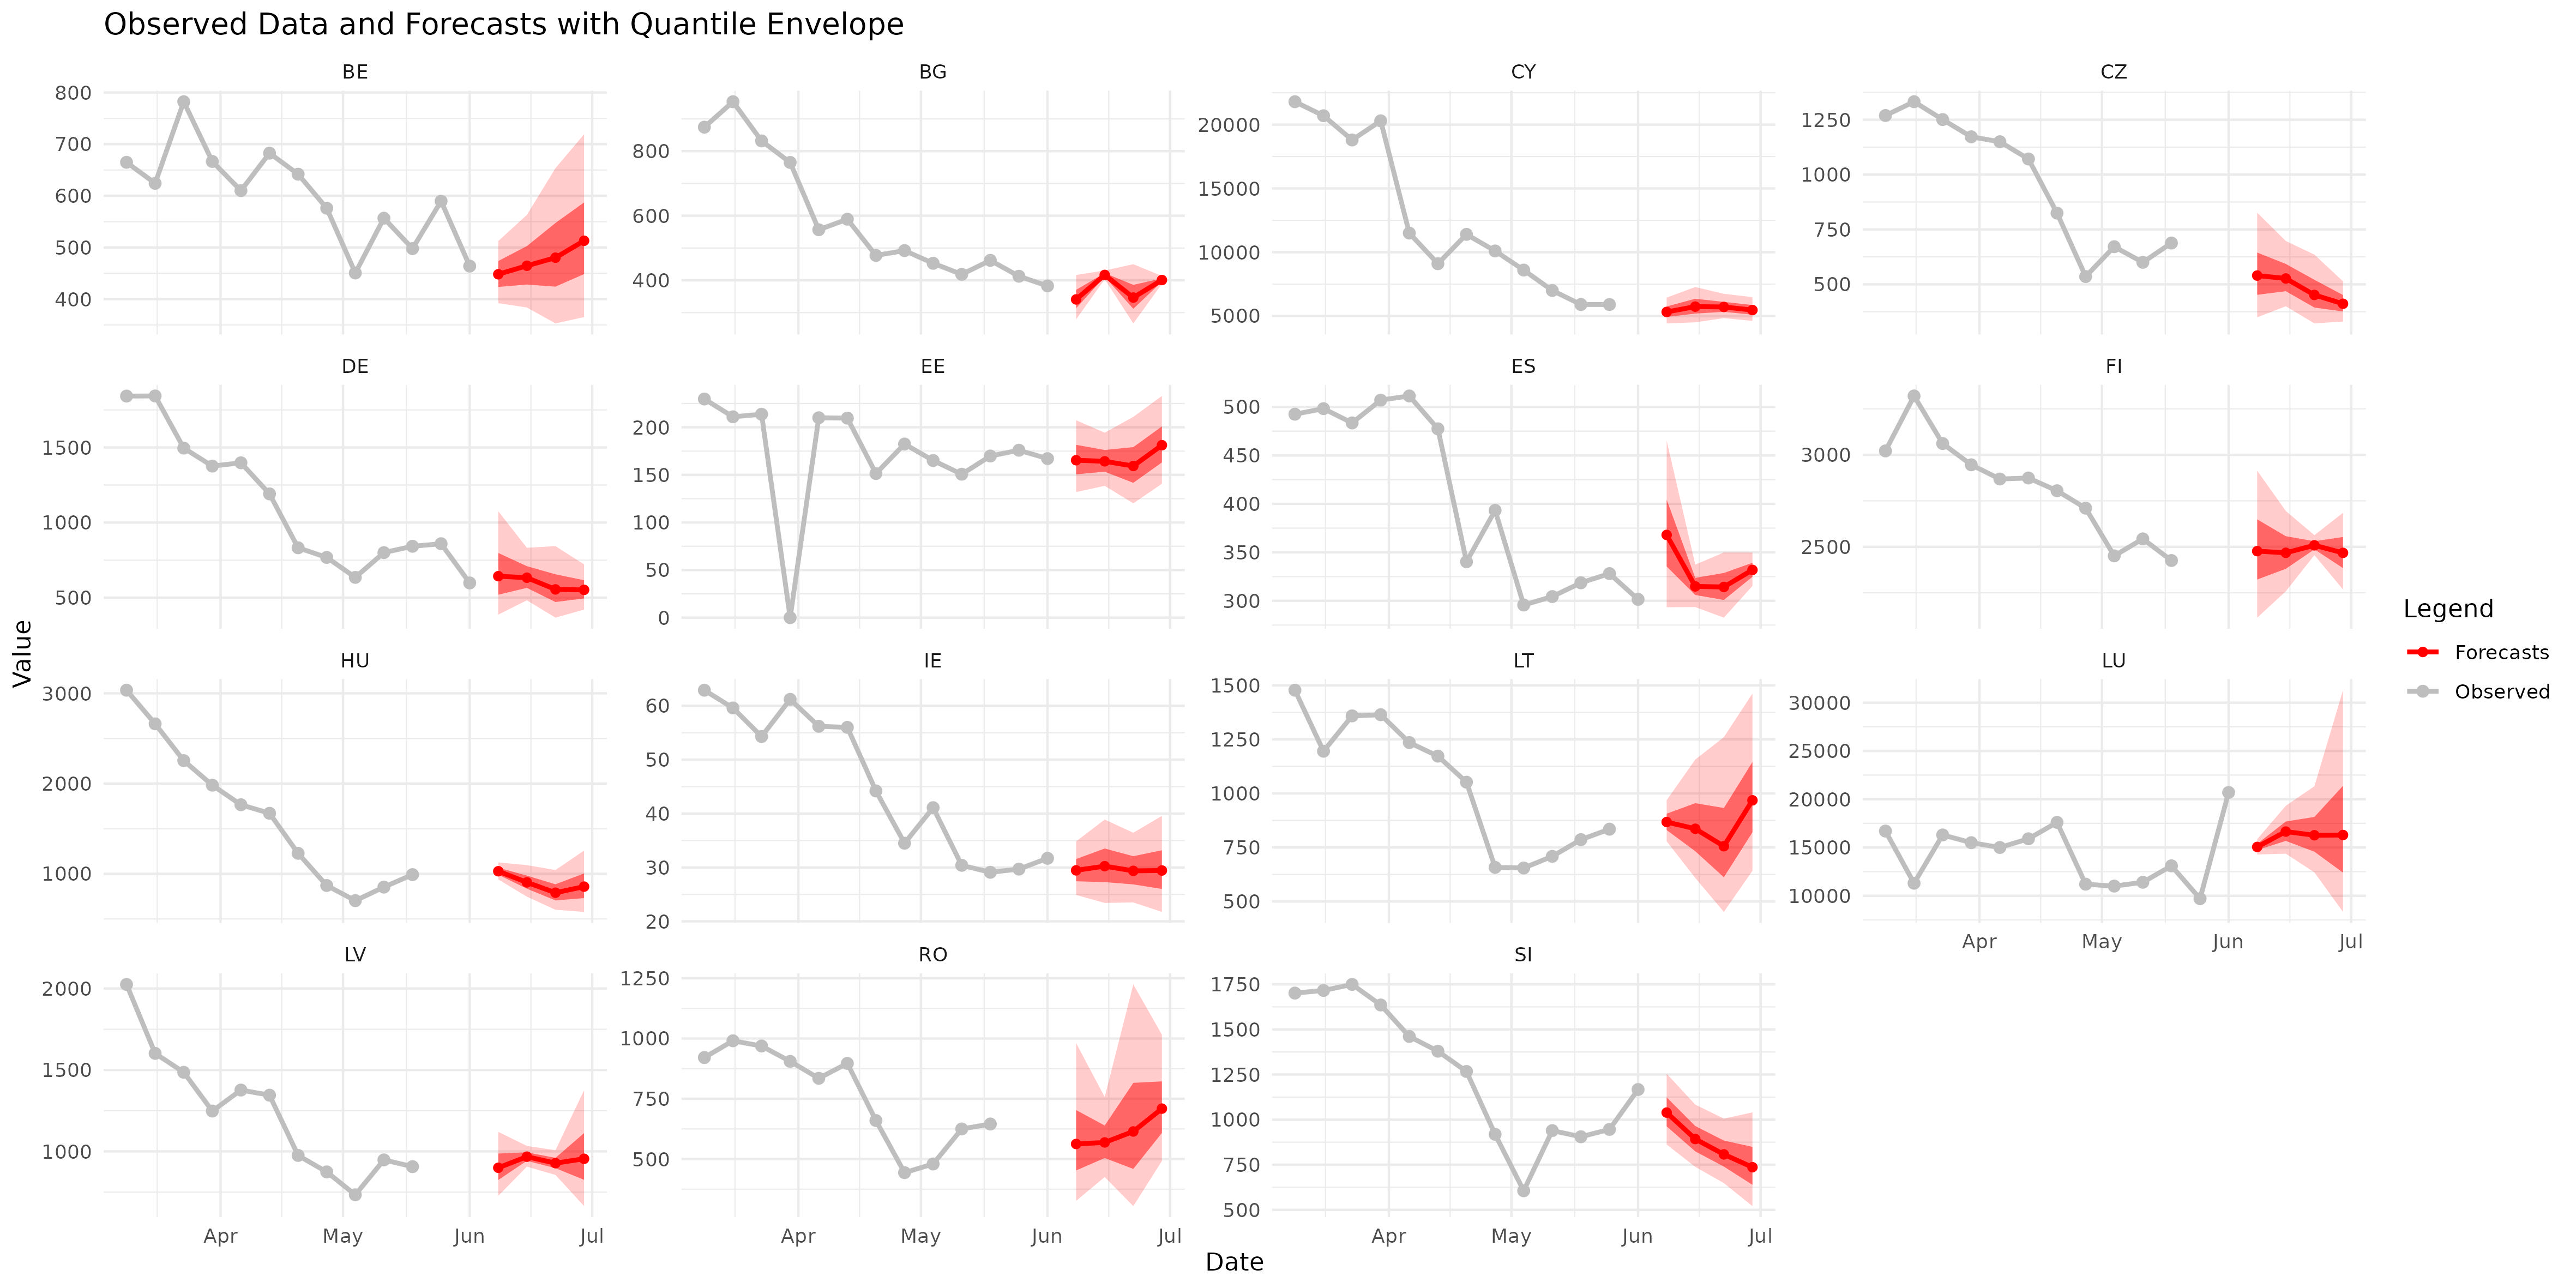 Observed Data and Forecasts with Quantile Envelope
BE
BG
CY
CZ
800
700
600
500
400
800
600
400
20000
15000
10000
5000
1250
1000
750
500
DE
EE
ES
FI
1500
1000
500
200
150
100
50
0
500
450
400
350
300
3000
2500
HU
IE
LT
LU
3000
2000
1000
60
50
40
30
20
1500
1250
1000
750
500
30000
25000
20000
15000
10000
Apr May Jun Jul
LV
RO
SI
2000
1500
1000
1250
1000
750
500
1750
1500
1250
1000
750
500
Apr May Jun Jul
Apr May Jun Jul
Apr May Jun Jul
Value
Date
Legend
Forecasts
Observed